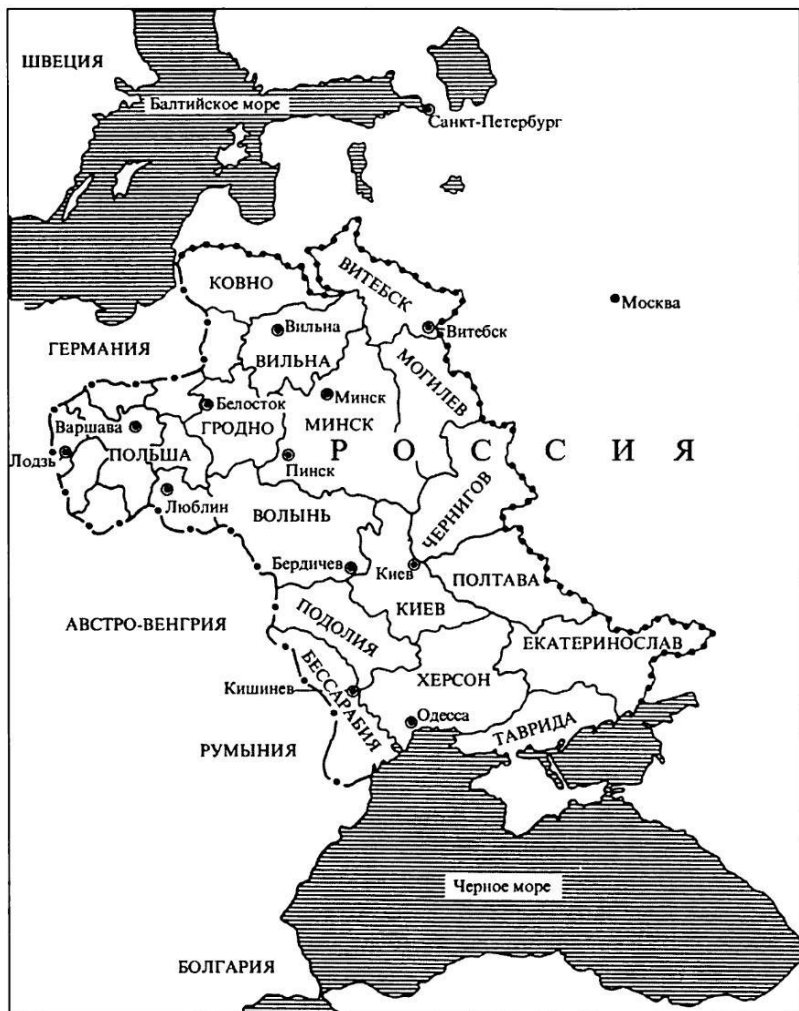 ШВЕЦИЯ
Балтийское море
Санкт-Петербург
КОВНО
ВИТЕБСК
Москва
Вильна
Витебск
ГЕРМАНИЯ
ВИЛЬНА
МОГИЛЕВ
Минск
Белосток
Варшава
ГРОДНО
МИНСК
РОССИЯ
Лодзь
ПОЛЬША
Пинск
Люблин
ВОЛЫНЬ
ЧЕРНИГОВ
Бердичев
Киев
ПОЛТАВА
КИЕВ
АВСТРО-ВЕНГРИЯ
ПОДОЛИЯ
ЕКАТЕРИНОСЛАВ
БЕССАРАБИЯ
ХЕРСОН
Кишинев
Одесса
ТАВРИДА
РУМЫНИЯ
Черное море
БОЛГАРИЯ